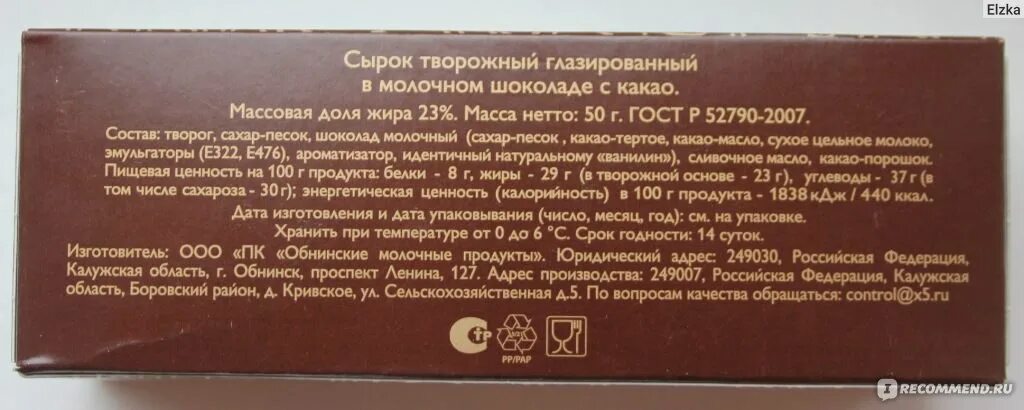 Elzka
Сырок творожный глазированный
в молочном шоколаде с какао.
Массовая доля жира 23%. Масса нетто: 50 г. ГОСТ Р 52790-2007.
Состав: творог, сахар-песок, шоколад молочный (сахар-песок , какао-тертое, какао-масло, сухое цельное молоко,
эмульгаторы (Е322, Е476), ароматизатор, идентичный натуральному «ванилин»), сливочное масло, какао-порошок.
Пищевая ценность на 100 г продукта: белки - 8 г, жиры - 29 г (в творожной основе - 23 г), углеводы - 37 г (в
том числе сахароза - 30 г); энергетическая ценность (калорийность) в 100 г продукта - 1838 кДж / 440 ккал.
Дата изготовления и дата упаковывания (число, месяц, год): см. на упаковке.
Хранить при температуре от 0 до 6 °С. Срок годности: 14 суток.
Изготовитель: ООО «ПК «Обнинские молочные продукты». Юридический адрес: 249030, Российская Федерация,
Калужская область, г. Обнинск, проспект Ленина, 127. Адрес производства: 249007, Российская Федерация, Калужская
область, Боровский район, д. Кривское, ул. Сельскохозяйственная д.5. По вопросам качества обращаться: control@x5.ru
PP/PAP
IRECOMMEND.RU